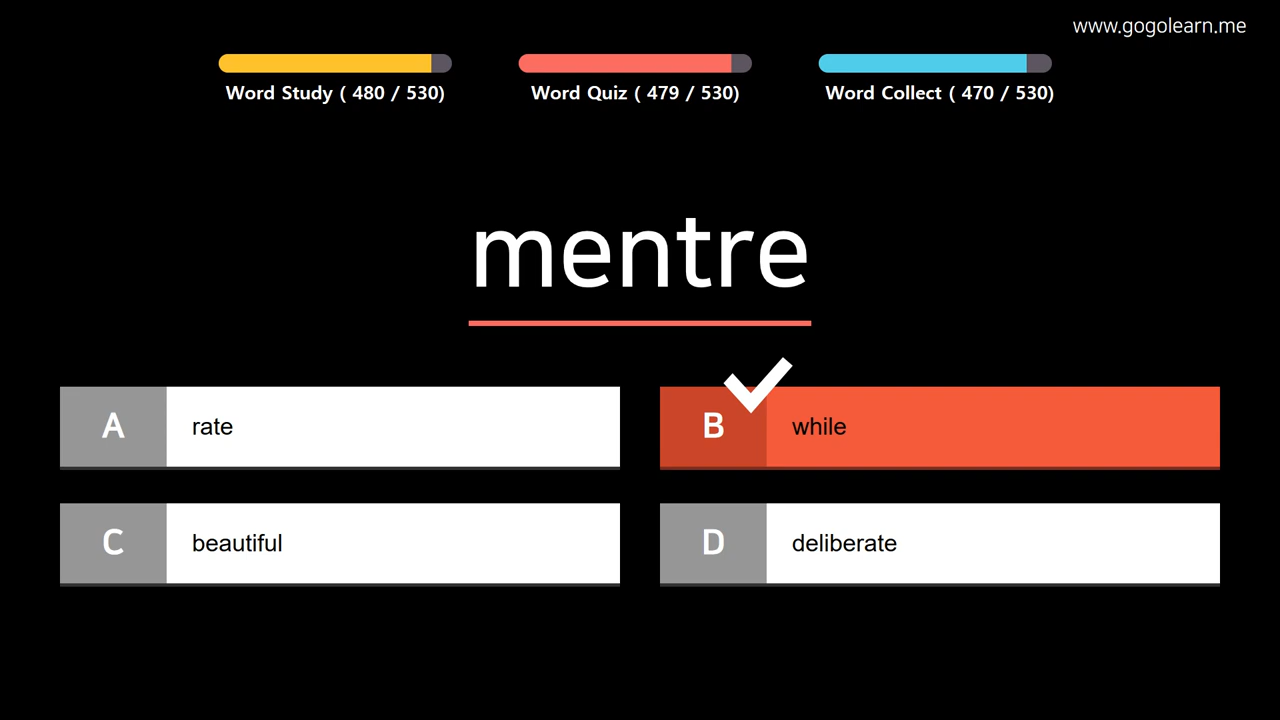 www.gogolearn.me
Word Study ( 480 / 530)
Word Quiz ( 479 / 530)
Word Collect ( 470 / 530)
mentre
A rate
B while
C beautiful
D deliberate